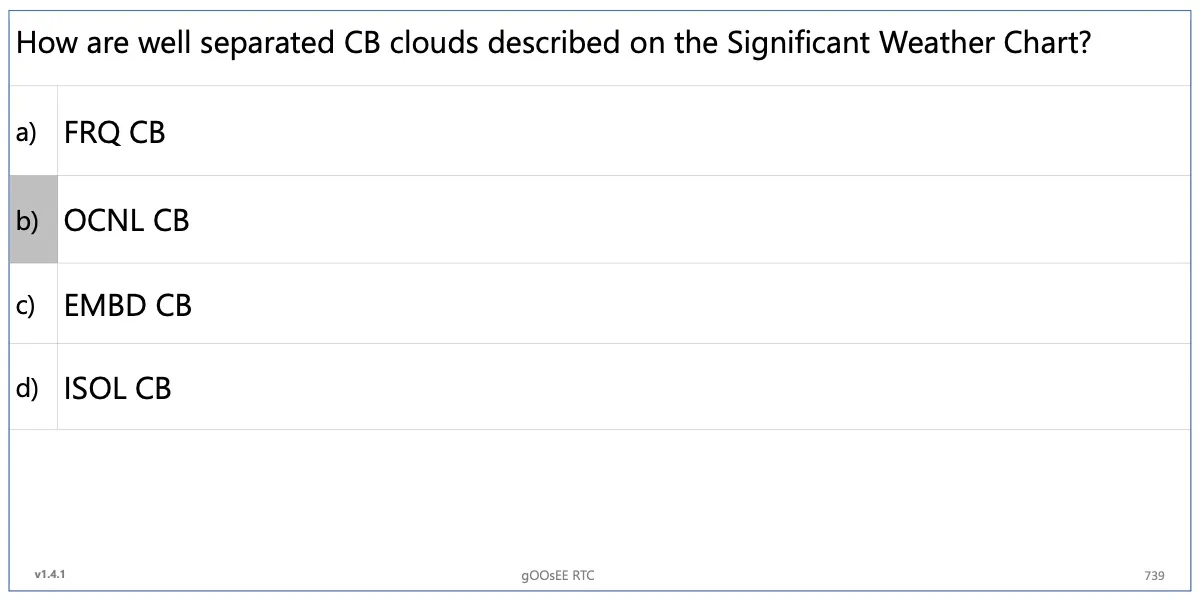 How are well separated CB clouds described on the Significant Weather Chart?
a) FRQ CB
b) OCNL CB
c) EMBD CB
d) ISOL CB
v1.4.1 gOOsEE RTC 739